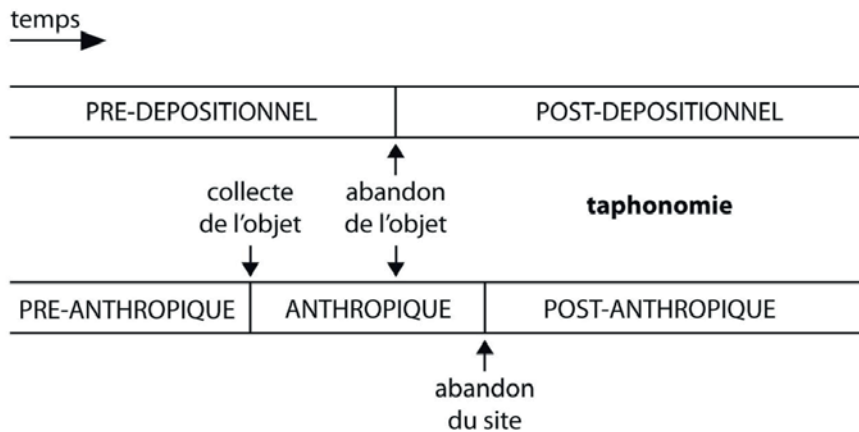 temps
PRE-DEPOSITIONNEL
POST-DEPOSITIONNEL
collecte
de l'objet
abandon
de l'objet
taphonomie
PRE-ANTHROPIQUE
ANTHROPIQUE
POST-ANTHROPIQUE
abandon
du site